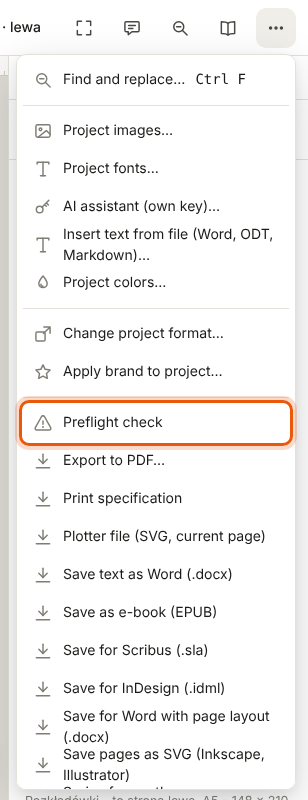 · lewa
Find and replace... Ctrl F
Project images...
Project fonts...
AI assistant (own key)...
Insert text from file (Word, ODT,
Markdown)...
Project colors...
Change project format...
Apply brand to project...
Preflight check
Export to PDF...
Print specification
Plotter file (SVG, current page)
Save text as Word (.docx)
Save as e-book (EPUB)
Save for Scribus (.sla)
Save for InDesign (.idml)
Save for Word with page layout
(.docx)
Save pages as SVG (Inkscape,
Illustrator)